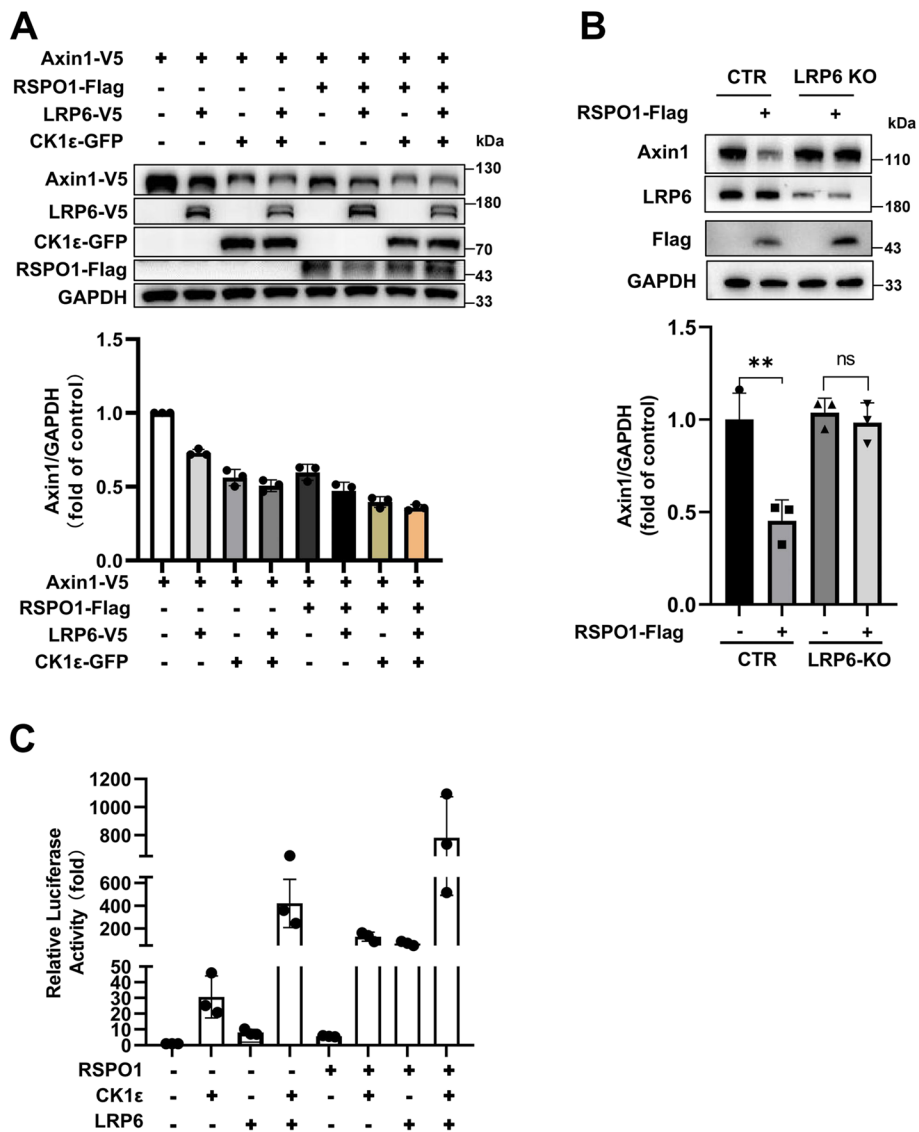 A
Axin1-V5 + + + + + + + +
RSPO1-Flag - - - - + + + +
LRP6-V5 - + - + - + - +
CK1ε-GFP - - + + - - + + kDa
Axin1-V5 130
LRP6-V5 180
CK1ε-GFP 70
RSPO1-Flag 43
GAPDH 33
1.5
1.0
0.5
0.0
Axin1/GAPDH
(fold of control)
Axin1-V5 + + + + + + + +
RSPO1-Flag - - - - + + + +
LRP6-V5 - + - + - + - +
CK1ε-GFP - - + + - - + +
B
CTR LRP6 KO
RSPO1-Flag + + kDa
Axin1 110
LRP6 180
Flag 43
GAPDH 33
1.5
1.0
0.5
0.0
Axin1/GAPDH
(fold of control)
** ns
RSPO1-Flag - + - +
CTR LRP6-KO
C
1200
1000
800
600
400
200
50
40
30
20
10
0
Relative Luciferase
Activity (fold)
RSPO1 - - - - + + + +
CK1ε - + - + - + - +
LRP6 - - + + - - + +